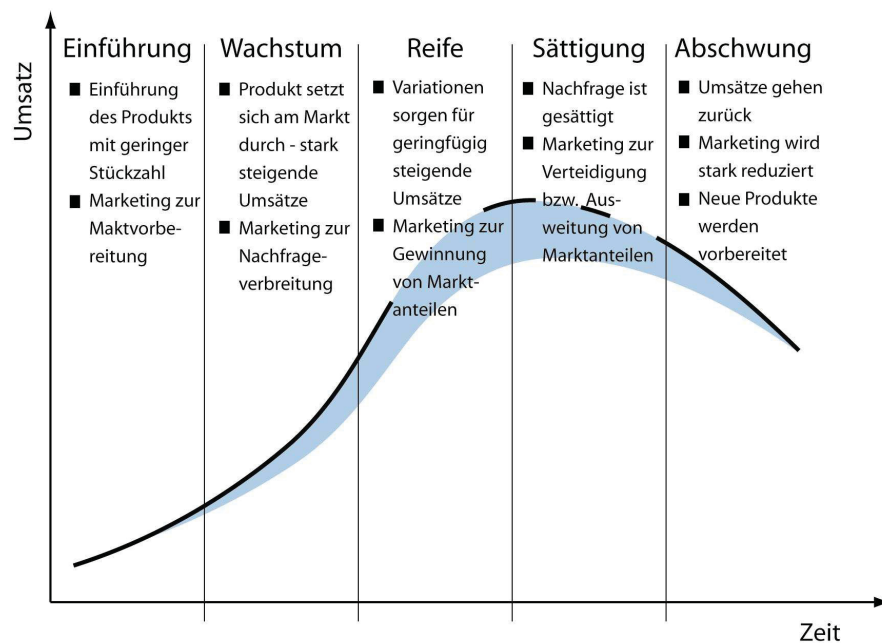 Umsatz
Einführung
■ Einführung
des Produkts
mit geringer
Stückzahl
■ Marketing zur
Maktvorbe-
reitung
Wachstum
■ Produkt setzt
sich am Markt
durch - stark
steigende
Umsätze
■ Marketing zur
Nachfrage-
verbreitung
Reife
■ Variationen
sorgen für
geringfügig
steigende
Umsätze
■ Marketing zur
Gewinnung
von Markt-
anteilen
Sättigung
■ Nachfrage ist
gesättigt
■ Marketing zur
Verteidigung
bzw. Aus-
weitung von
Marktanteilen
Abschwung
■ Umsätze gehen
zurück
■ Marketing wird
stark reduziert
■ Neue Produkte
werden
vorbereitet
Zeit